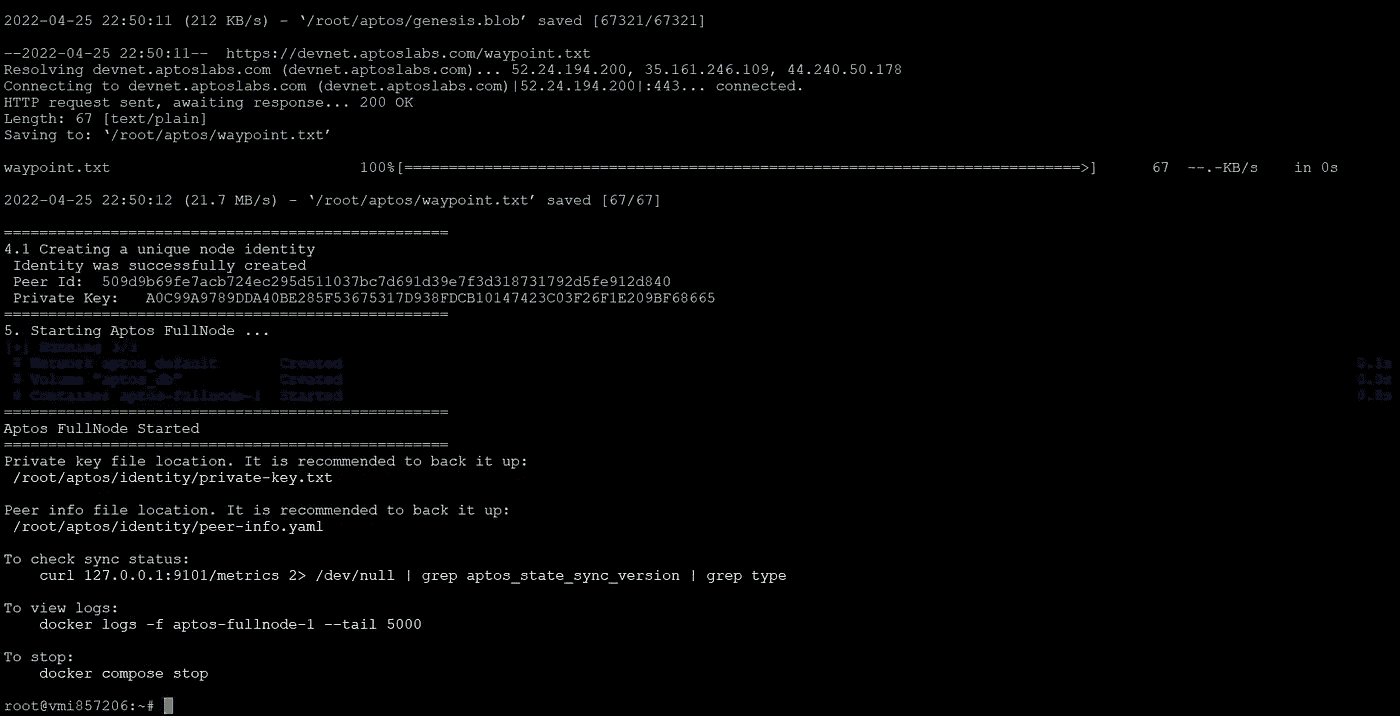 2022-04-25 22:50:11 (212 KB/s) - ‘/root/aptos/genesis.blob’ saved [67321/67321]
--2022-04-25 22:50:11--  https://devnet.aptoslabs.com/waypoint.txt
Resolving devnet.aptoslabs.com (devnet.aptoslabs.com)... 52.24.194.200, 35.161.246.109, 44.240.50.178
Connecting to devnet.aptoslabs.com (devnet.aptoslabs.com)|52.24.194.200|:443... connected.
HTTP request sent, awaiting response... 200 OK
Length: 67 [text/plain]
Saving to: ‘/root/aptos/waypoint.txt’
waypoint.txt 100%[============================================================================>] 67 --.-KB/s in 0s
2022-04-25 22:50:12 (21.7 MB/s) - ‘/root/aptos/waypoint.txt’ saved [67/67]
==================================================
4.1 Creating a unique node identity
Identity was successfully created
Peer Id:  509d9b69fe7acb724ec295d511037bc7d691d39e7f3d318731792d5fe912d840
Private Key:   A0C99A9789DDA40BE285F53675317D938FDCB10147423C03F26F1E209BF68665
==================================================
5. Starting Aptos FullNode ...
[+] Running 3/3
# Network aptos_default Created 0.1s
# Volume "aptos_db" Created 0.0s
# Container aptos-fullnode-1 Started
==================================================
Aptos FullNode Started
==================================================
Private key file location. It is recommended to back it up:
/root/aptos/identity/private-key.txt
Peer info file location. It is recommended to back it up:
/root/aptos/identity/peer-info.yaml
To check sync status:
curl 127.0.0.1:9101/metrics 2> /dev/null | grep aptos_state_sync_version | grep type
To view logs:
docker logs -f aptos-fullnode-1 --tail 5000
To stop:
docker compose stop
root@vmi857206:~#